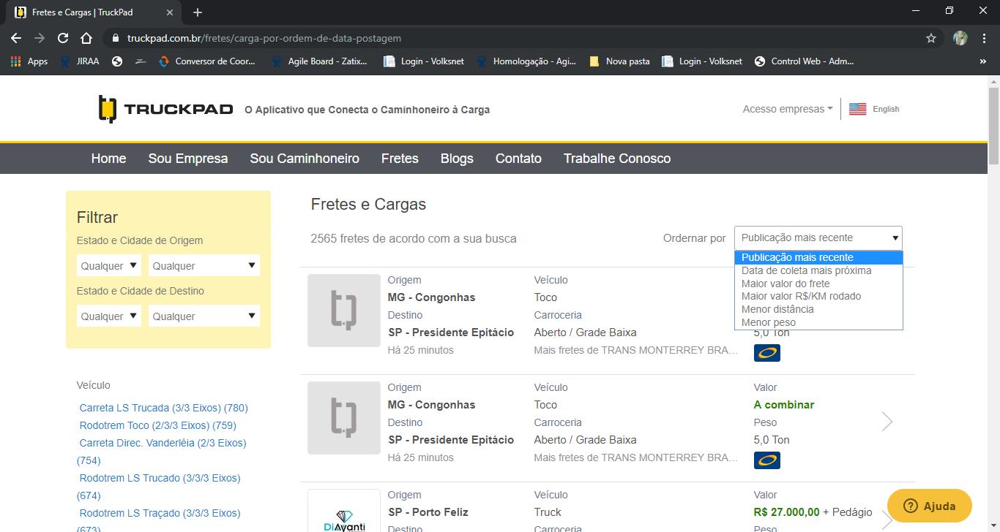 Fretes e Cargas | TruckPad
truckpad.com.br/fretes/carga-por-ordem-de-data-postagem
Apps JIRAA Conversor de Coor... Agile Board - Zatix... Login - Volksnet Homologação - Agi... Nova pasta Login - Volksnet Control Web - Adm... »
TRUCKPAD O Aplicativo que Conecta o Caminhoneiro à Carga Acesso empresas English
Home Sou Empresa Sou Caminhoneiro Fretes Blogs Contato Trabalhe Conosco
Filtrar
Estado e Cidade de Origem
Qualquer Qualquer
Estado e Cidade de Destino
Qualquer Qualquer
Veículo
Carreta LS Trucada (3/3 Eixos) (780)
Rodotrem Toco (2/3/3 Eixos) (759)
Carreta Direc. Vanderléia (2/3 Eixos)
(754)
Rodotrem LS Trucado (3/3/3 Eixos)
(674)
Rodotrem LS Traçado (3/3/3 Eixos)
(673)
Fretes e Cargas
2565 fretes de acordo com a sua busca
Ordernar por Publicação mais recente
Publicação mais recente
Data de coleta mais próxima
Maior valor do frete
Maior valor R$/KM rodado
Menor distância
Menor peso
Origem Veículo
MG - Congonhas Toco
Destino Carroceria
SP - Presidente Epitácio Aberto / Grade Baixa 5,0 Ton
Há 25 minutos Mais fretes de TRANS MONTERREY BRA...
Origem Veículo Valor
MG - Congonhas Toco A combinar
Destino Carroceria Peso
SP - Presidente Epitácio Aberto / Grade Baixa 5,0 Ton
Há 25 minutos Mais fretes de TRANS MONTERREY BRA...
Origem Veículo Valor
SP - Porto Feliz Truck R$ 27.000,00 + Pedágio
DiAvanti Destino Carroceria Peso
? Ajuda